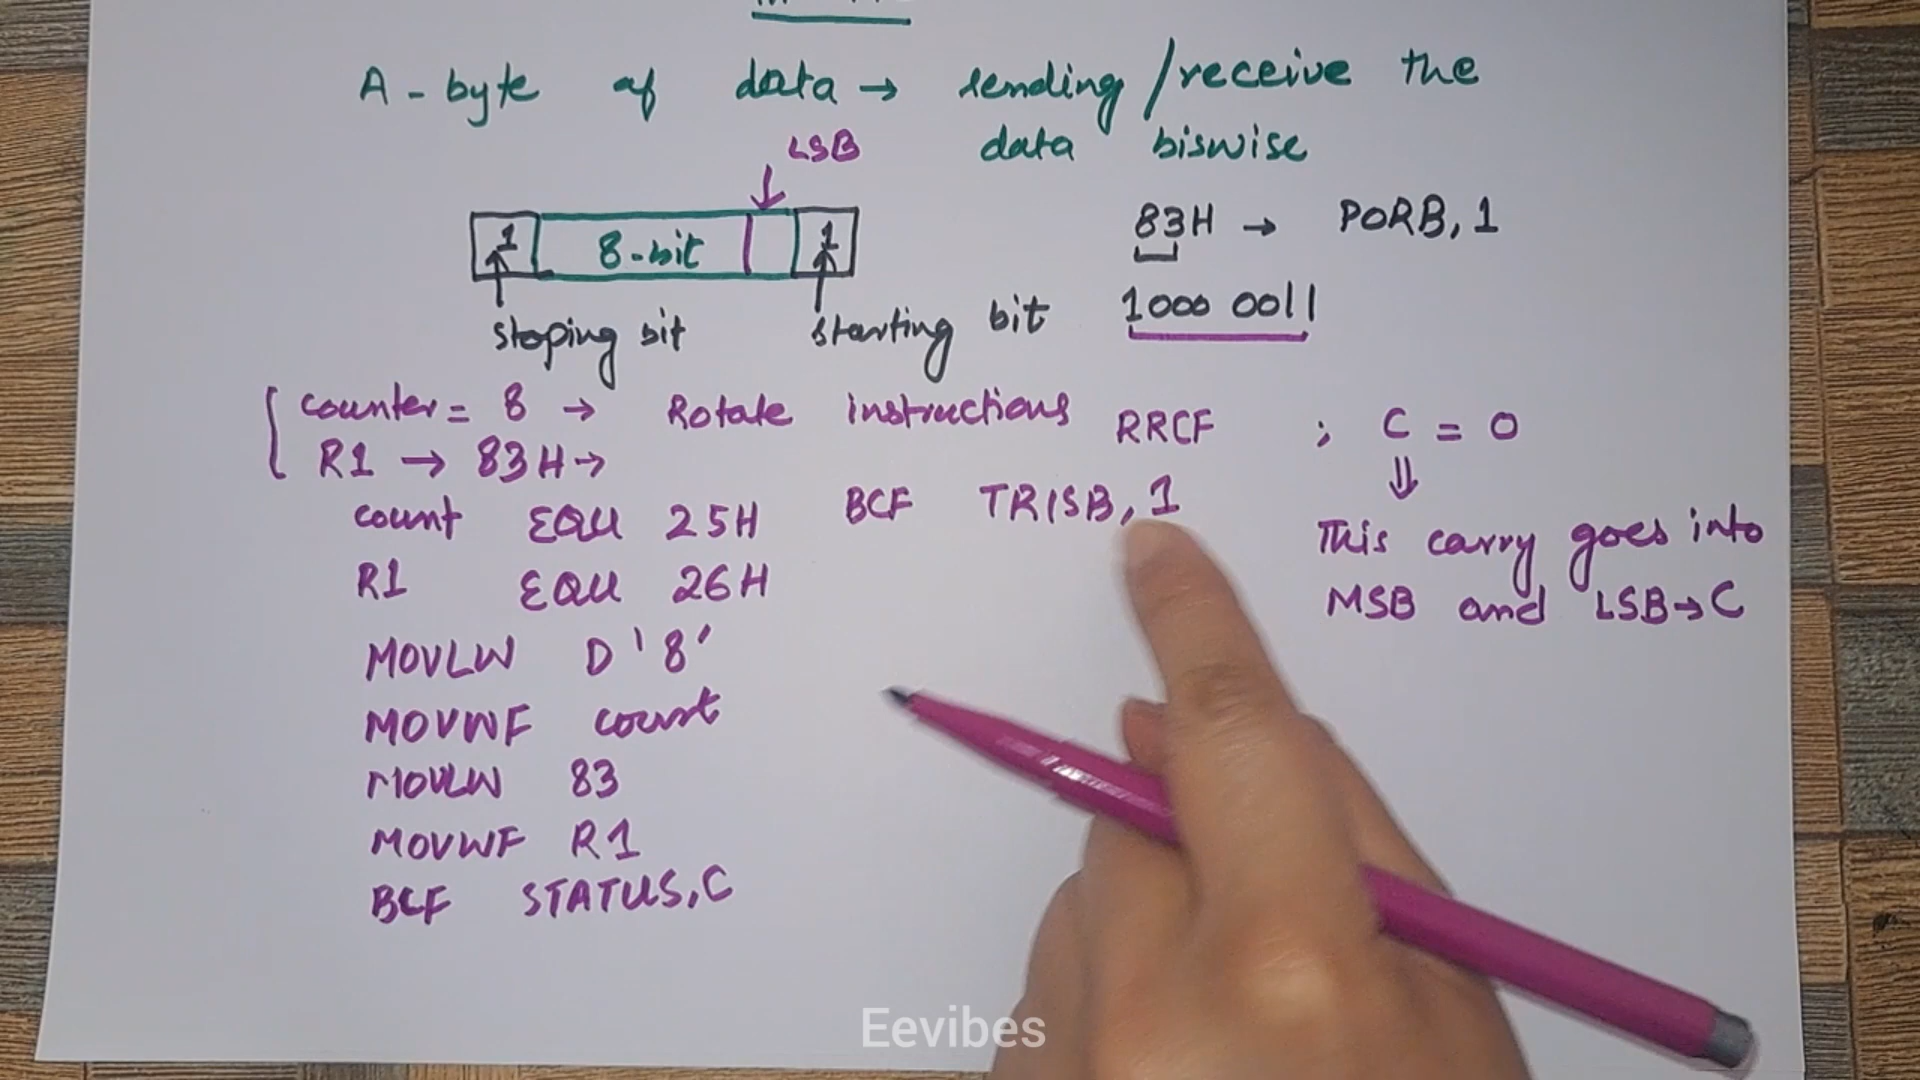 A-byte of data → sending/receive the
data biswise
LSB
1 8-bit 1
stoping bit
starting bit
83H → PORB,1
1000 0011
counter = 8 → Rotate instructions RRCF ; C = 0
R1 → 83H →
This carry goes into
MSB and LSB → C
count EQU 25H
R1 EQU 26H
MOVLW D'8'
MOVWF count
MOVLW 83
MOVWF R1
BCF STATUS,C
BCF TRISB,1
Eevibes